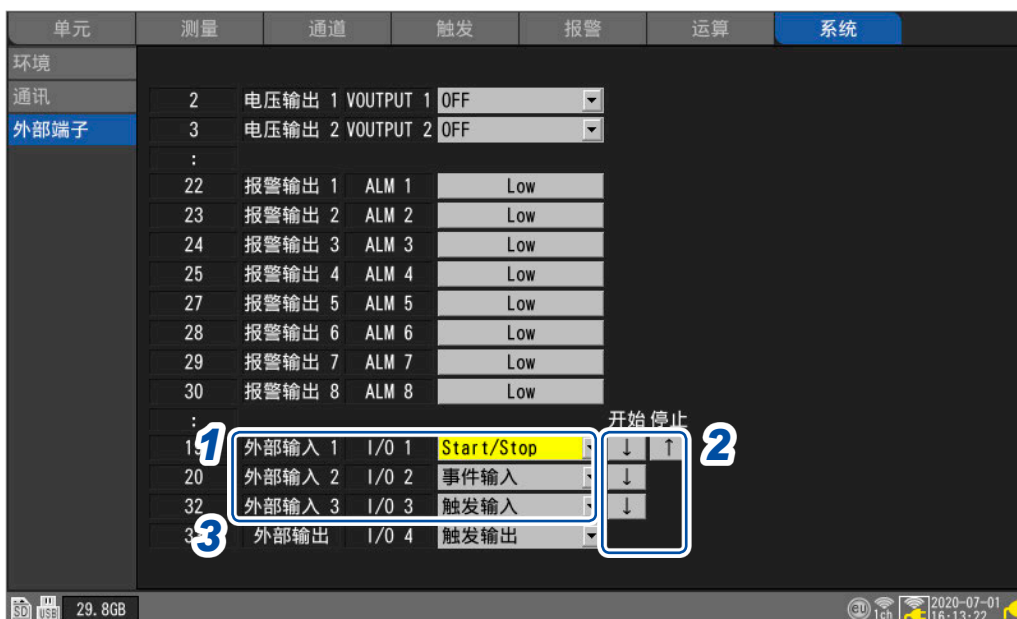 单元 测量 通道 触发 报警 运算 系统
环境
通讯
外部端子
2 电压输出 1 VOUTPUT 1 OFF
3 电压输出 2 VOUTPUT 2 OFF
:
22 报警输出 1 ALM 1 Low
23 报警输出 2 ALM 2 Low
24 报警输出 3 ALM 3 Low
25 报警输出 4 ALM 4 Low
27 报警输出 5 ALM 5 Low
28 报警输出 6 ALM 6 Low
29 报警输出 7 ALM 7 Low
30 报警输出 8 ALM 8 Low
: 开始 停止
1 外部输入 1 I/O 1 Start/Stop ↓ ↑ 2
20 外部输入 2 I/O 2 事件输入 ↓
32 外部输入 3 I/O 3 触发输入 ↓
3 外部输出 I/O 4 触发输出
SD USB 29.8GB EU 1ch 2020-07-01
16:13:22